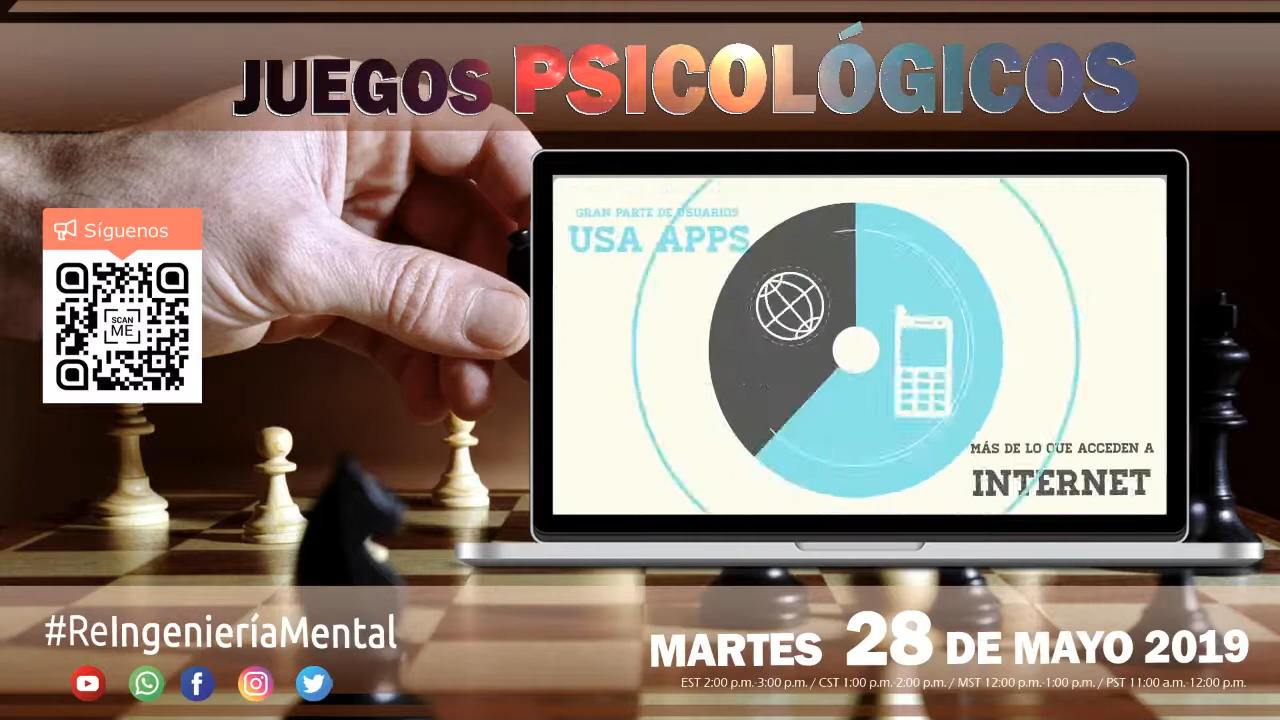 JUEGOS PSICOLÓGICOS
Síguenos
SCAN
ME
GRAN PARTE DE USUARIOS
USA APPS
MÁS DE LO QUE ACCEDEN A
INTERNET
#ReIngenieríaMental
MARTES 28 DE MAYO 2019
EST 2:00 p.m.-3:00 p.m. / CST 1:00 p.m.-2:00 p.m. / MST 12:00 p.m.-1:00 p.m. / PST 11:00 a.m.-12:00 p.m.